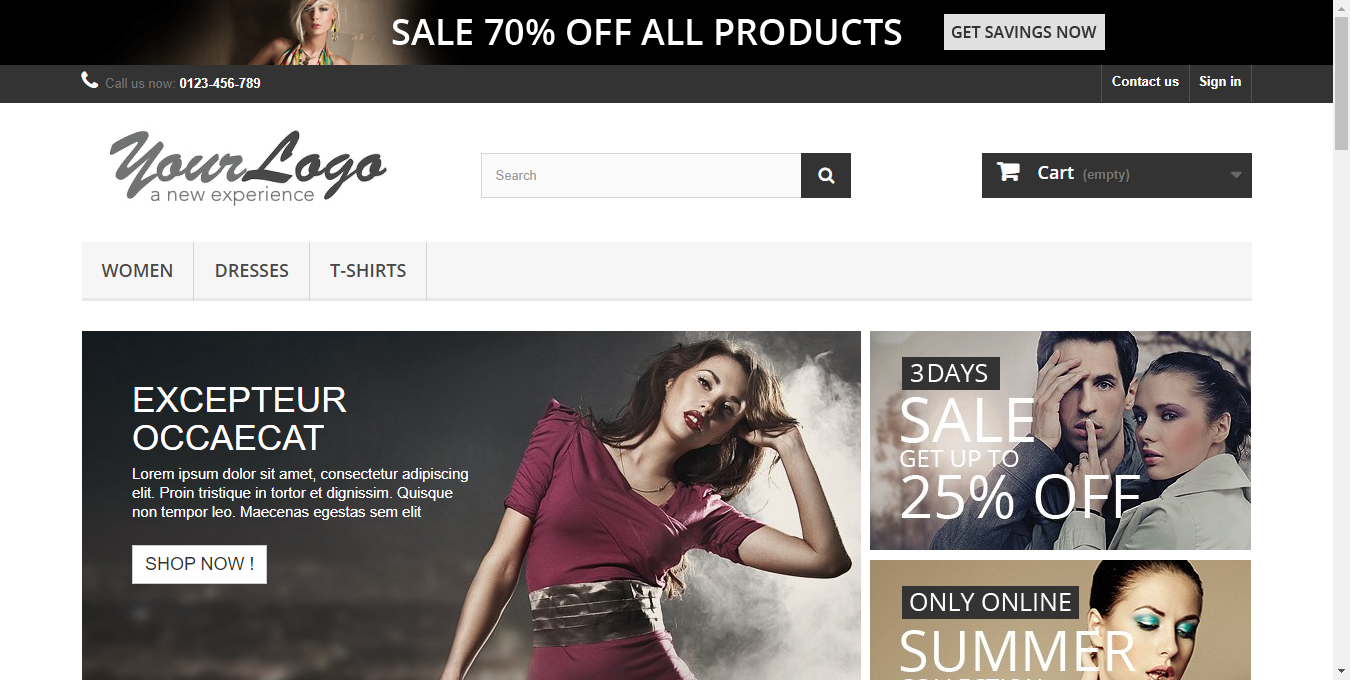 SALE 70% OFF ALL PRODUCTS
GET SAVINGS NOW
Call us now: 0123-456-789
Contact us
Sign in
YourLogo
a new experience
Search
Cart (empty)
WOMEN
DRESSES
T-SHIRTS
EXCEPTEUR
OCCAECAT
Lorem ipsum dolor sit amet, consectetur adipiscing
elit. Proin tristique in tortor et dignissim. Quisque
non tempor leo. Maecenas egestas sem elit
SHOP NOW !
3 DAYS
SALE
GET UP TO
25% OFF
ONLY ONLINE
SUMMER